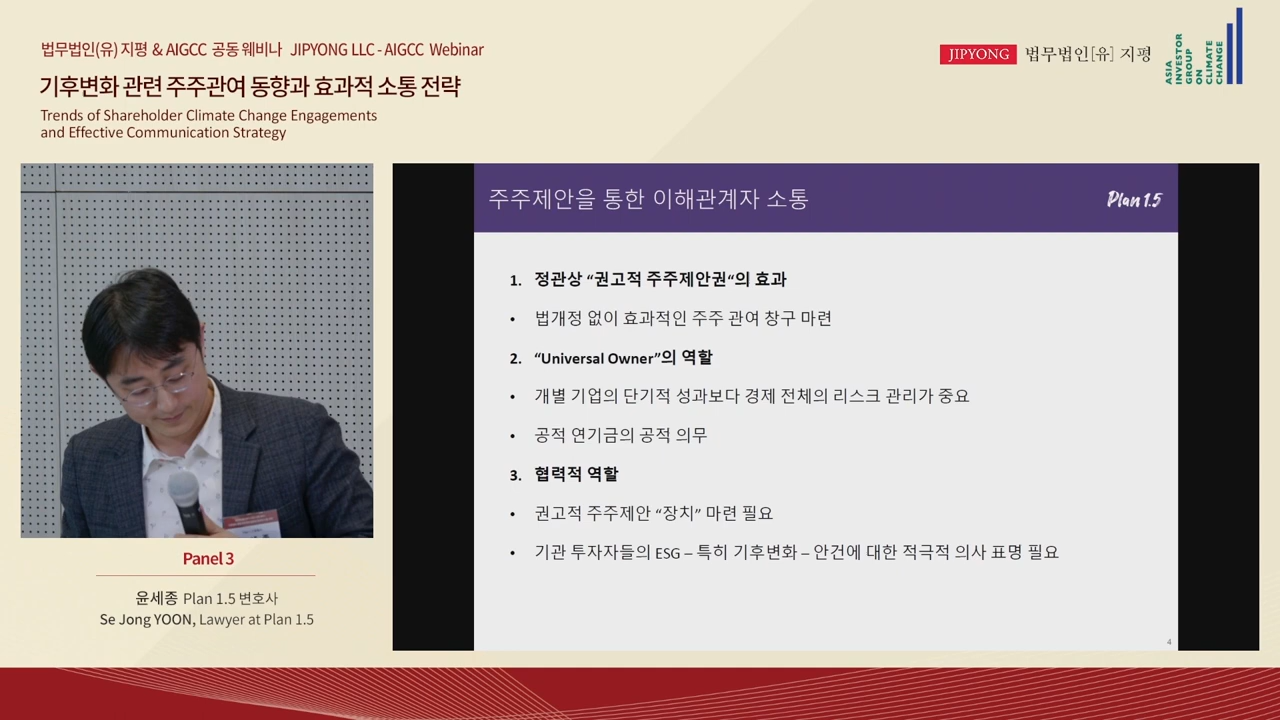 법무법인(유) 지평 & AIGCC 공동 웨비나 JIPYONG LLC - AIGCC Webinar
기후변화 관련 주주관여 동향과 효과적 소통 전략
Trends of Shareholder Climate Change Engagements
and Effective Communication Strategy
JIPYONG 법무법인[유] 지평
ASIA
INVESTOR
GROUP
ON
CLIMATE
CHANGE
주주제안을 통한 이해관계자 소통
Plan 1.5
1. 정관상 “권고적 주주제안권“의 효과
• 법개정 없이 효과적인 주주 관여 창구 마련
2. “Universal Owner”의 역할
• 개별 기업의 단기적 성과보다 경제 전체의 리스크 관리가 중요
• 공적 연기금의 공적 의무
3. 협력적 역할
• 권고적 주주제안 “장치” 마련 필요
• 기관 투자자들의 ESG – 특히 기후변화 – 안건에 대한 적극적 의사 표명 필요
4
Panel 3
윤세종 Plan 1.5 변호사
Se Jong YOON, Lawyer at Plan 1.5